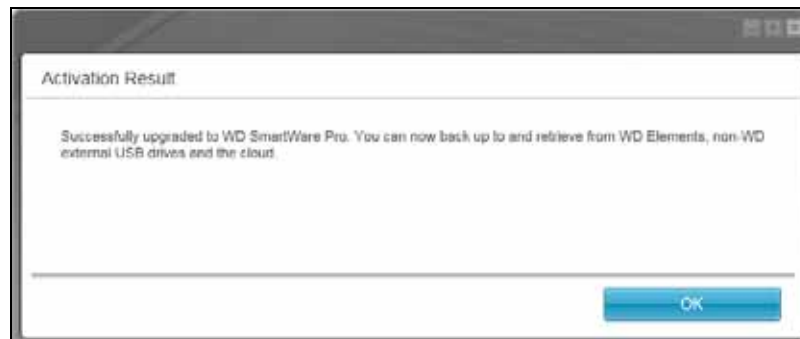 Activation Result
Successfully upgraded to WD SmartWare Pro. You can now back up to and retrieve from WD Elements, non-WD
external USB drives and the cloud.
OK